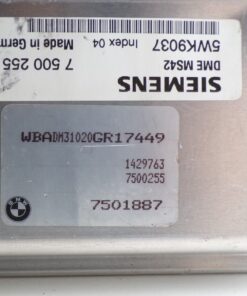 7 500 255
Made in Germ
Index 04
5WK9037
DME MS42
SIEMENS
WBADM31020GR17449
1429763
7500255
7501887